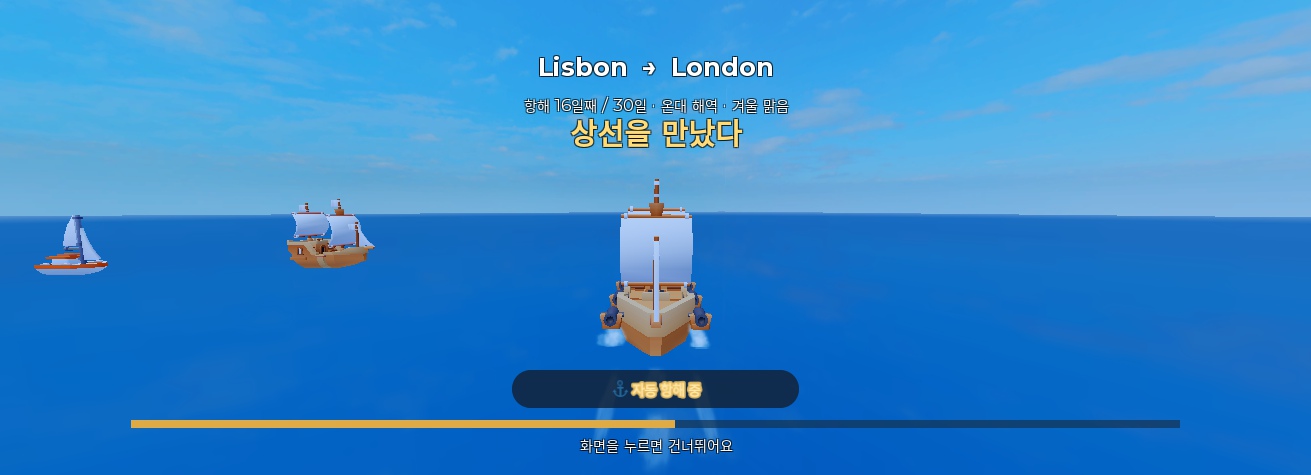 Lisbon → London
항해 16일째 / 30일 · 온대 해역 · 겨울 맑음
상선을 만났다
⚓ 자동 항해 중
화면을 누르면 건너뛰어요